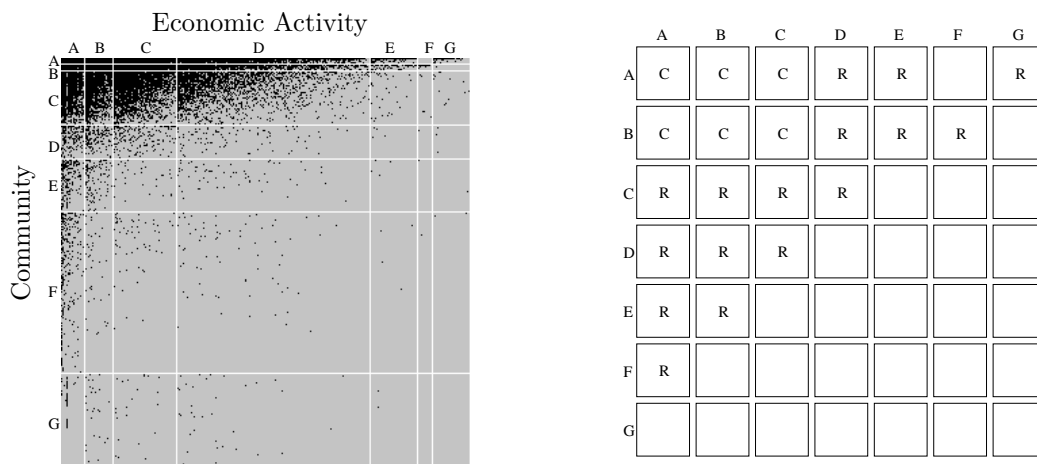 Economic Activity
A B C D E F G
A
B
C
D
E
F
G
Community
A B C D E F G
A C C C R R R
B C C C R R R
C R R R R
D R R R
E R R
F R
G